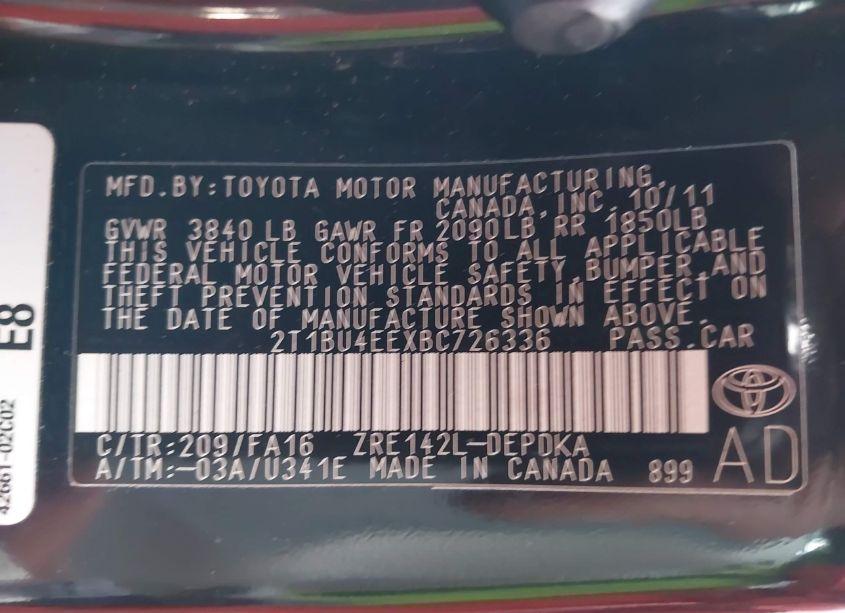 MFD.BY:TOYOTA MOTOR MANUFACTURING,
CANADA,INC. 10/11
GVWR 3840 LB GAWR FR 2090LB RR 1850LB
THIS VEHICLE CONFORMS TO ALL APPLICABLE
FEDERAL MOTOR VEHICLE SAFETY,BUMPER,AND
THEFT PREVENTION STANDARDS IN EFFECT ON
THE DATE OF MANUFACTURE SHOWN ABOVE.
2T1BU4EEXBC726336 PASS.CAR
C/TR:209/FA16 ZRE142L-DEPDKA
A/TM:-03A/U341E MADE IN CANADA 899
AD
E8
42661-02C02